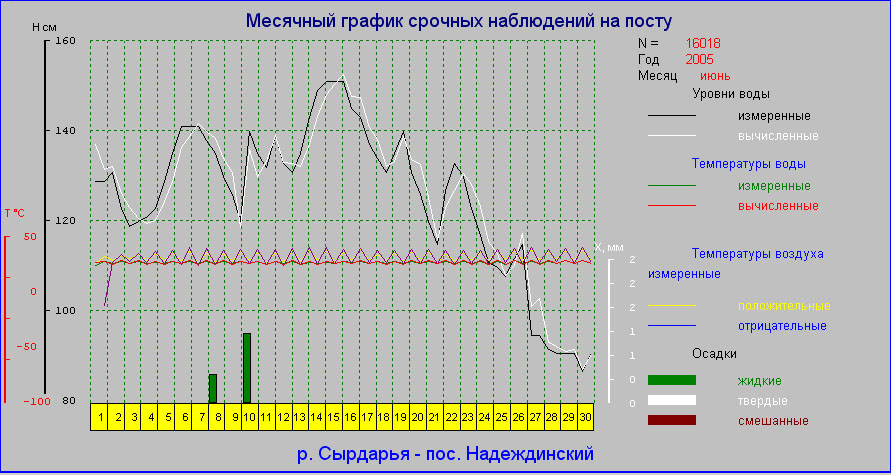 Месячный график срочных наблюдений на посту
H см
N = 16018
Год 2005
Месяц июнь
Уровни воды
измеренные
вычисленные
Температуры воды
измеренные
вычисленные
Температуры воздуха
измеренные
положительные
отрицательные
Осадки
жидкие
твердые
смешанные
160
140
120
100
80
T °C
50
0
-50
-100
X, мм
2
2
2
1
1
0
0
1 2 3 4 5 6 7 8 9 10 11 12 13 14 15 16 17 18 19 20 21 22 23 24 25 26 27 28 29 30
р. Сырдарья - пос. Надеждинский